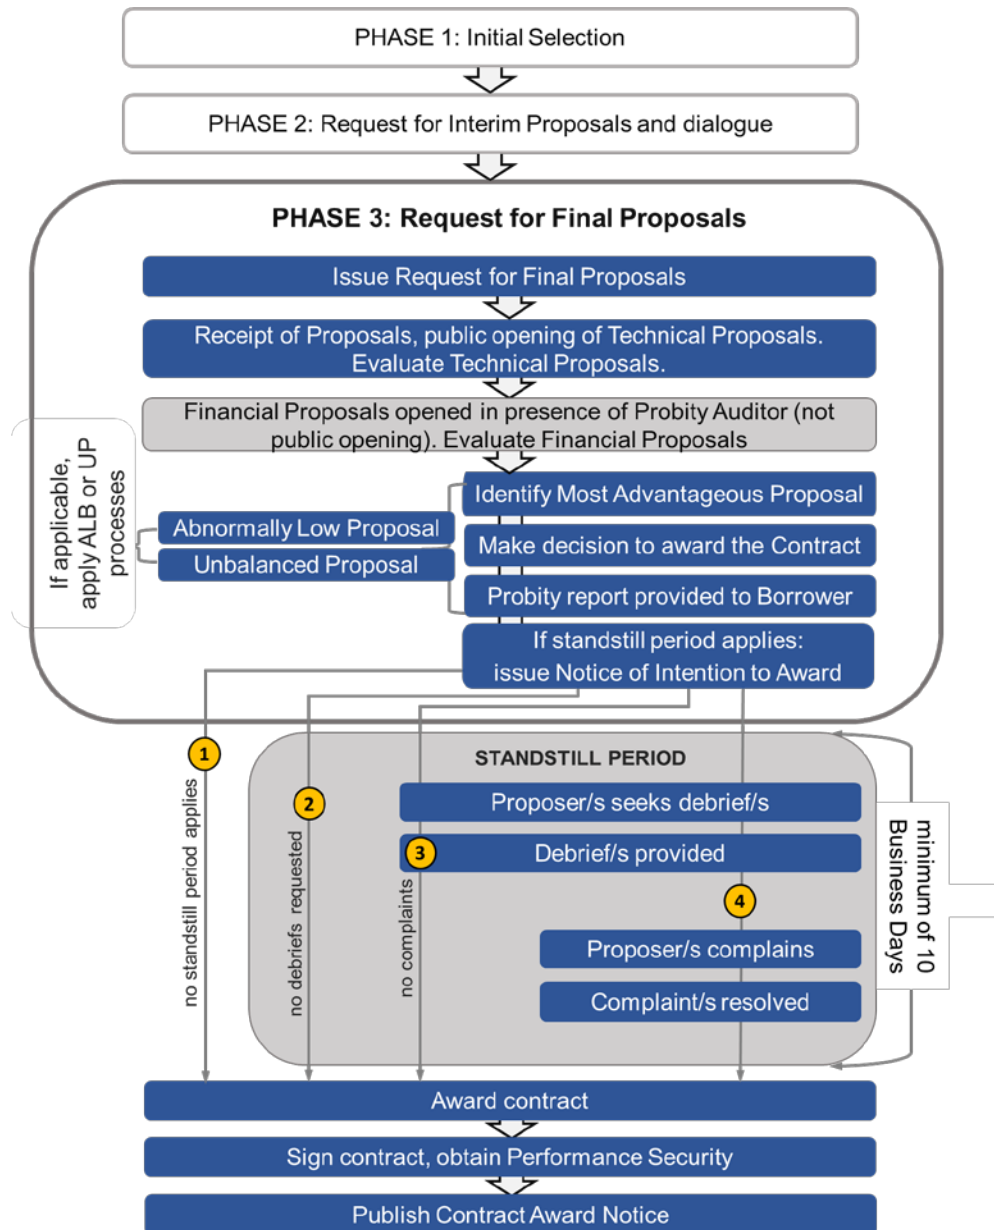 PHASE 1: Initial Selection
PHASE 2: Request for Interim Proposals and dialogue
PHASE 3: Request for Final Proposals
Issue Request for Final Proposals
Receipt of Proposals, public opening of Technical Proposals.
Evaluate Technical Proposals.
Financial Proposals opened in presence of Probity Auditor (not
public opening). Evaluate Financial Proposals
If applicable,
apply ALB or UP
processes
Abnormally Low Proposal
Unbalanced Proposal
Identify Most Advantageous Proposal
Make decision to award the Contract
Probity report provided to Borrower
If standstill period applies:
issue Notice of Intention to Award
1
no standstill period applies
2
no debriefs requested
3
no complaints
4
STANDSTILL PERIOD
Proposer/s seeks debrief/s
Debrief/s provided
Proposer/s complains
Complaint/s resolved
minimum of 10
Business Days
Award contract
Sign contract, obtain Performance Security
Publish Contract Award Notice